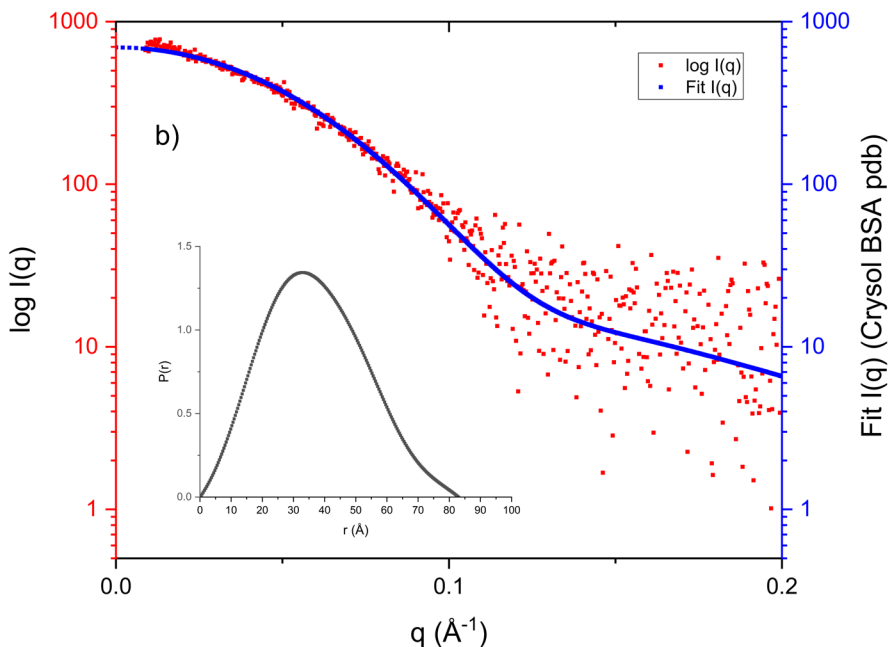 1000
1000
log I(q)
Fit I(q)
b)
100
100
1.5
1.0
P(r)
0.5
0.0
0 10 20 30 40 50 60 70 80 90 100
r (Å)
10
10
1
1
log I(q)
Fit I(q) (Crysol BSA pdb)
0.0 0.1 0.2
q (Å⁻¹)